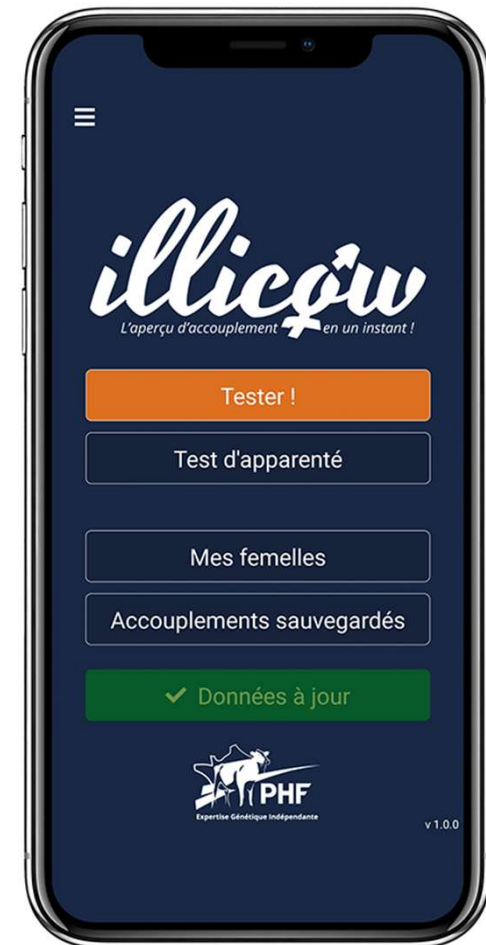 illicow
L'aperçu d'accouplement en un instant !
Tester !
Test d'apparenté
Mes femelles
Accouplements sauvegardés
Données à jour
PHF
Expertise Génétique Indépendante
v 1.0.0